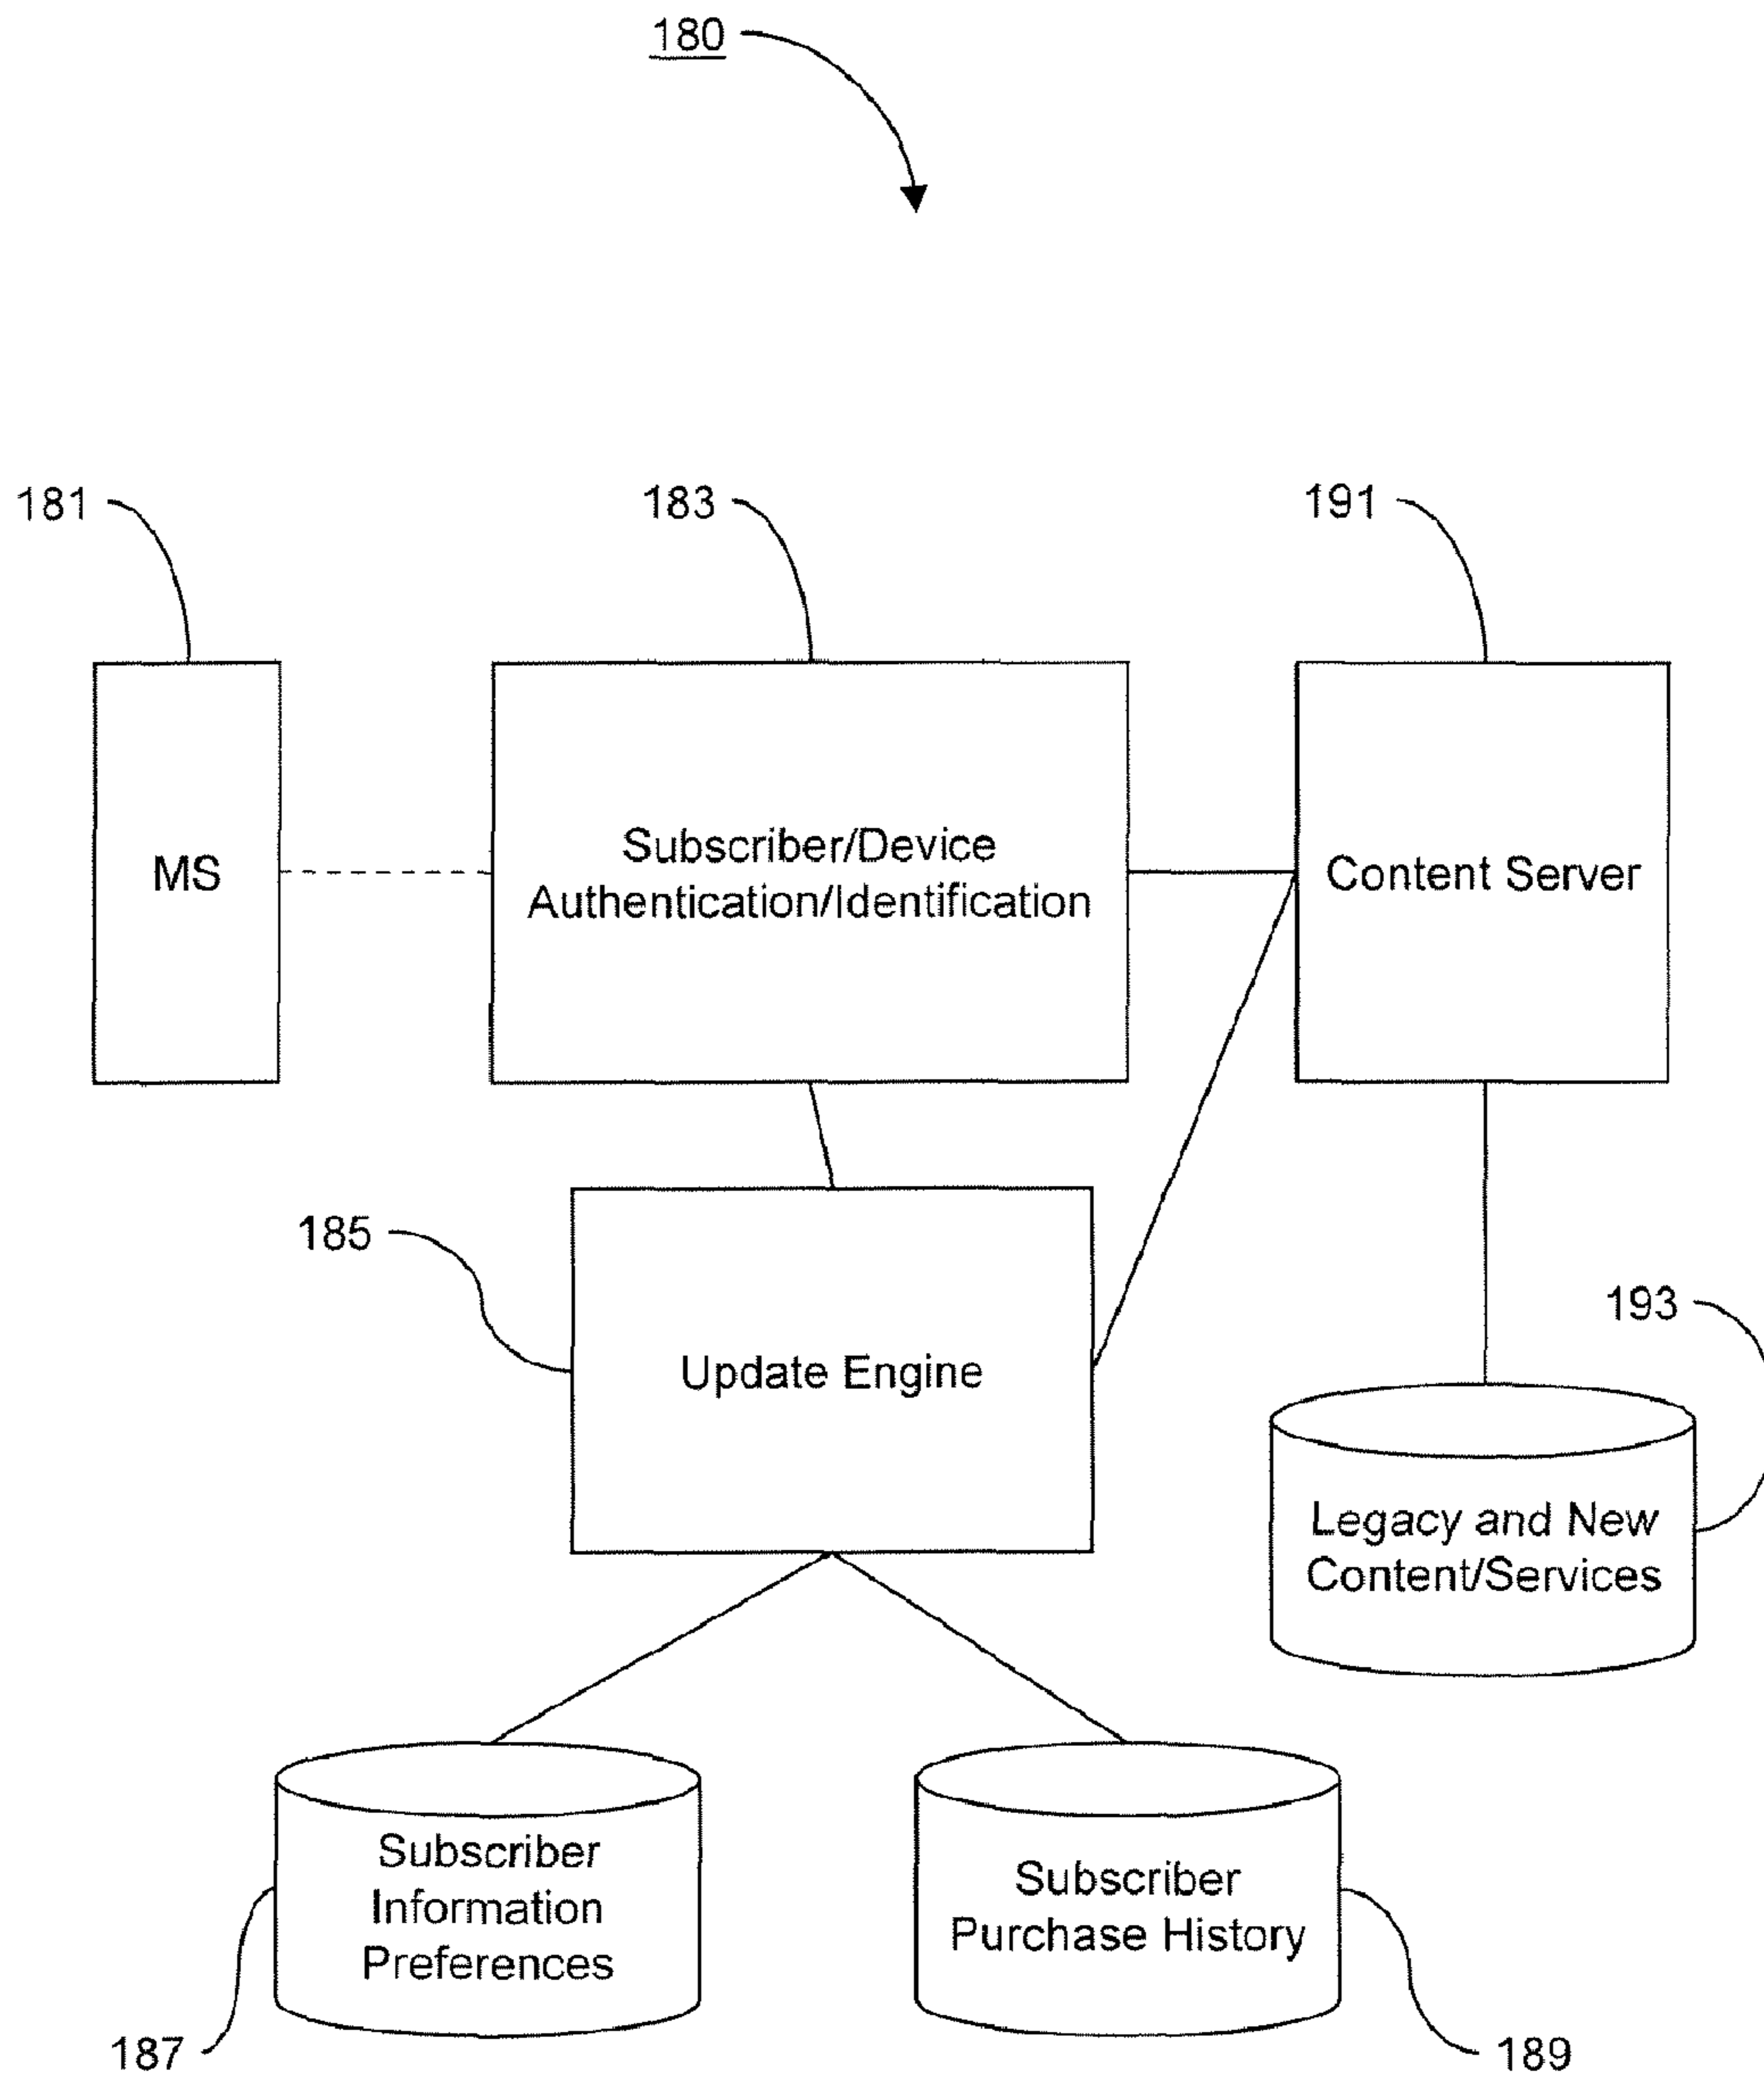 180
181
183
191
MS
Subscriber/Device
Authentication/Identification
Content Server
185
Update Engine
193
Legacy and New
Content/Services
Subscriber
Information
Preferences
Subscriber
Purchase History
187
189